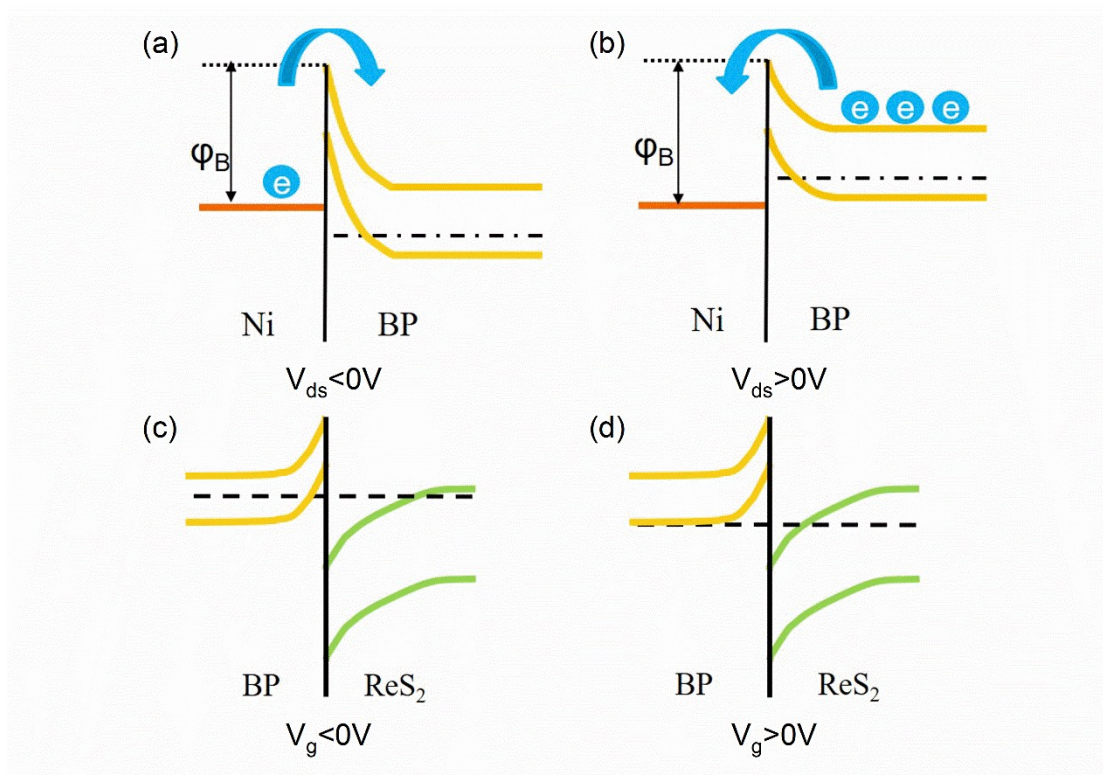 (a)
φB
e
Ni BP
Vds<0V
(b)
e e e
φB
Ni BP
Vds>0V
(c)
BP ReS2
Vg<0V
(d)
BP ReS2
Vg>0V